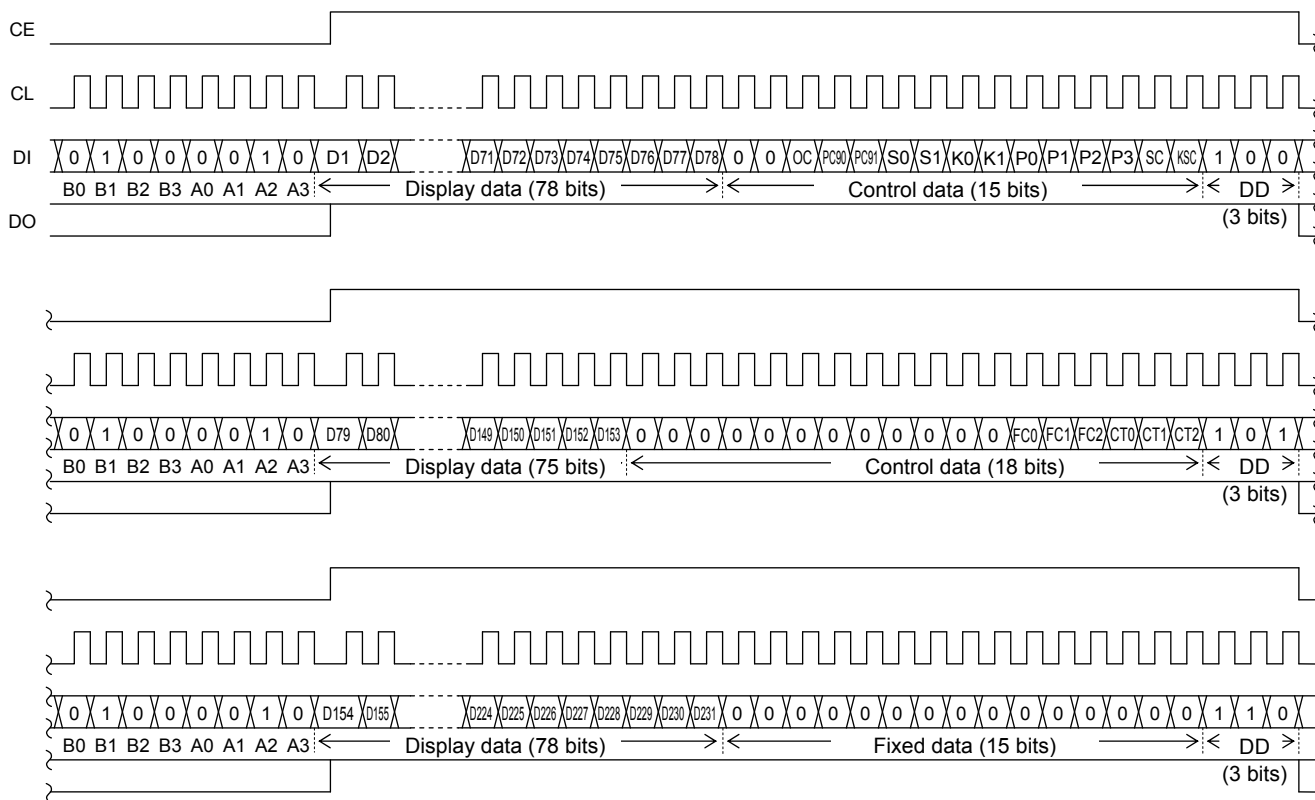 CE
CL
DI 0 1 0 0 0 0 1 0 D1 D2 D71 D72 D73 D74 D75 D76 D77 D78 0 0 OC PC90 PC91 S0 S1 K0 K1 P0 P1 P2 P3 SC KSC 1 0 0
B0 B1 B2 B3 A0 A1 A2 A3 Display data (78 bits) Control data (15 bits) DD
DO (3 bits)
0 1 0 0 0 0 1 0 D79 D80 D149 D150 D151 D152 D153 0 0 0 0 0 0 0 0 0 0 0 0 FC0 FC1 FC2 CT0 CT1 CT2 1 0 1
B0 B1 B2 B3 A0 A1 A2 A3 Display data (75 bits) Control data (18 bits) DD
(3 bits)
0 1 0 0 0 0 1 0 D154 D155 D224 D225 D226 D227 D228 D229 D230 D231 0 0 0 0 0 0 0 0 0 0 0 0 0 0 0 1 1 0
B0 B1 B2 B3 A0 A1 A2 A3 Display data (78 bits) Fixed data (15 bits) DD
(3 bits)